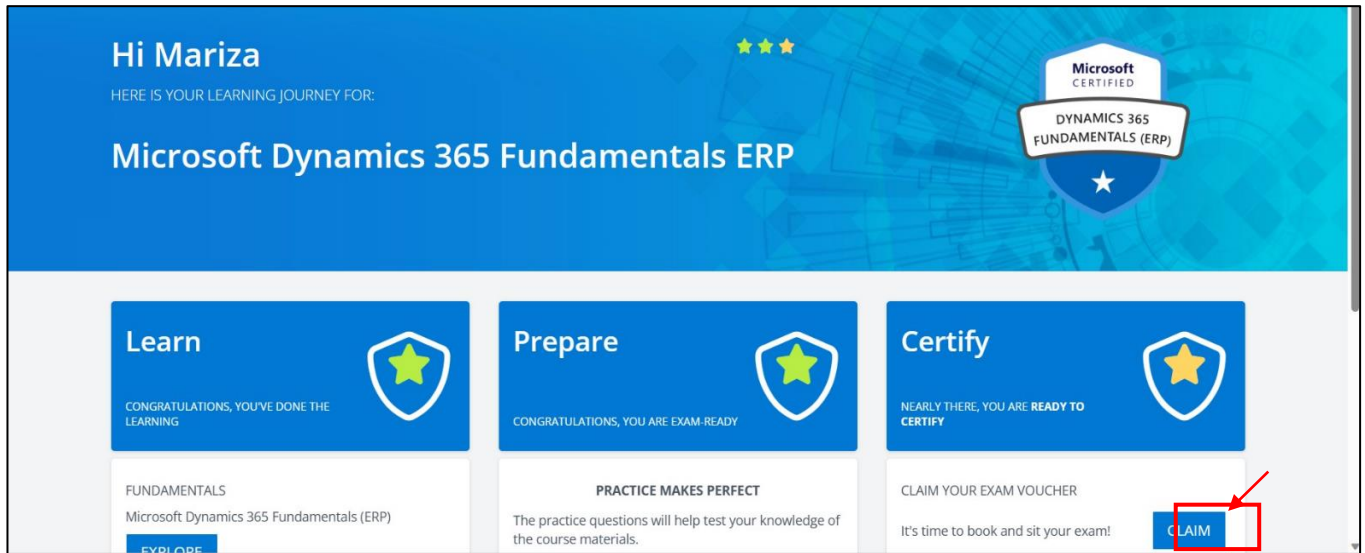 Hi Mariza
HERE IS YOUR LEARNING JOURNEY FOR:
Microsoft Dynamics 365 Fundamentals ERP
Microsoft
CERTIFIED
DYNAMICS 365
FUNDAMENTALS (ERP)
Learn
CONGRATULATIONS, YOU'VE DONE THE
LEARNING
Prepare
CONGRATULATIONS, YOU ARE EXAM-READY
Certify
NEARLY THERE, YOU ARE READY TO
CERTIFY
FUNDAMENTALS
Microsoft Dynamics 365 Fundamentals (ERP)
EXPLORE
PRACTICE MAKES PERFECT
The practice questions will help test your knowledge of
the course materials.
CLAIM YOUR EXAM VOUCHER
It's time to book and sit your exam!
CLAIM